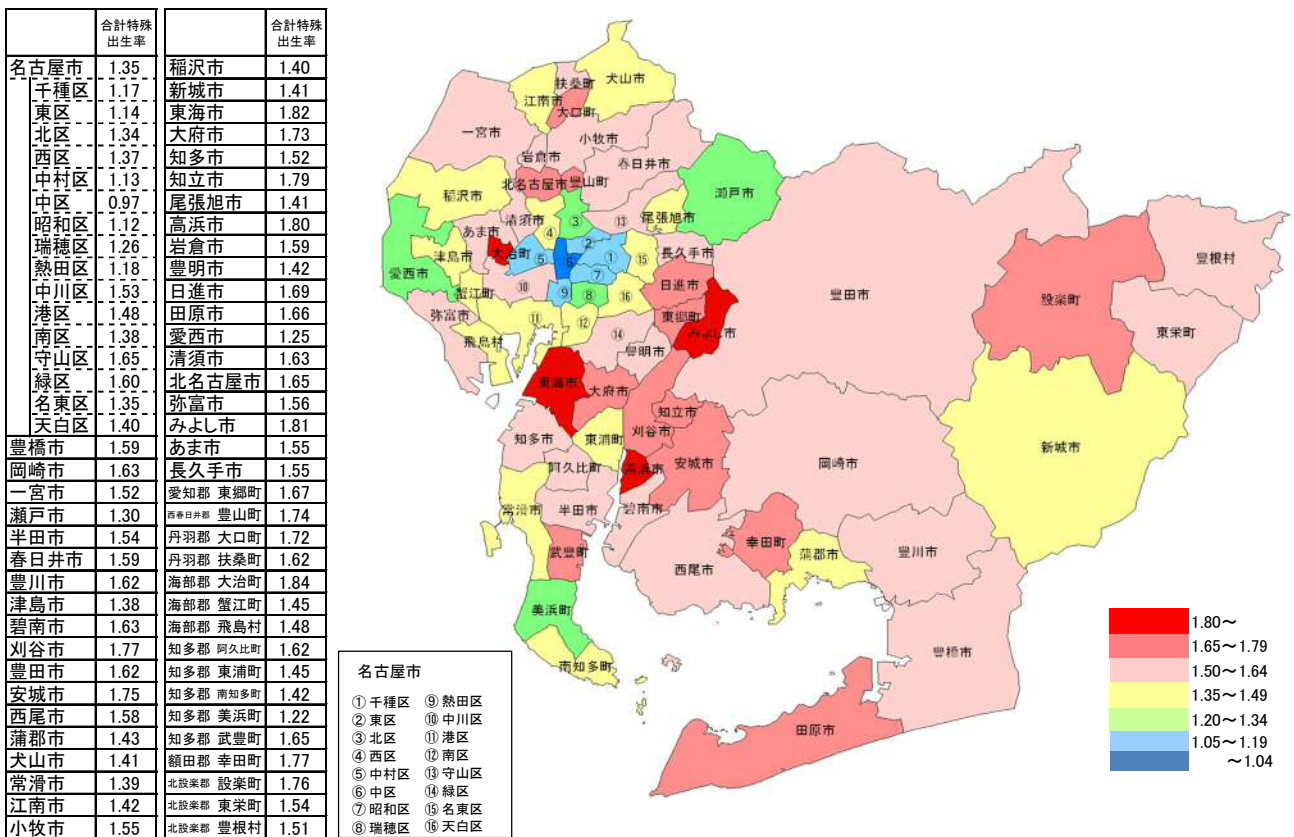 合計特殊出生率 合計特殊出生率
名古屋市 1.35 稲沢市 1.40
千種区 1.17 新城市 1.41
東区 1.14 東海市 1.82
北区 1.34 大府市 1.73
西区 1.37 知多市 1.52
中村区 1.13 知立市 1.79
中区 0.97 尾張旭市 1.41
昭和区 1.12 高浜市 1.80
瑞穂区 1.26 岩倉市 1.59
熱田区 1.18 豊明市 1.42
中川区 1.53 日進市 1.69
港区 1.48 田原市 1.66
南区 1.38 愛西市 1.25
守山区 1.65 清須市 1.63
緑区 1.60 北名古屋市 1.65
名東区 1.35 弥富市 1.56
天白区 1.40 みよし市 1.81
豊橋市 1.59 あま市 1.55
岡崎市 1.63 長久手市 1.55
一宮市 1.52 愛知郡 東郷町 1.67
瀬戸市 1.30 西春日井郡 豊山町 1.74
半田市 1.54 丹羽郡 大口町 1.72
春日井市 1.59 丹羽郡 扶桑町 1.62
豊川市 1.62 海部郡 大治町 1.84
津島市 1.38 海部郡 蟹江町 1.45
碧南市 1.63 海部郡 飛島村 1.48
刈谷市 1.77 知多郡 阿久比町 1.62
豊田市 1.62 知多郡 東浦町 1.45
安城市 1.75 知多郡 南知多町 1.42
西尾市 1.58 知多郡 美浜町 1.22
蒲郡市 1.43 知多郡 武豊町 1.65
犬山市 1.41 額田郡 幸田町 1.77
常滑市 1.39 北設楽郡 設楽町 1.76
江南市 1.42 北設楽郡 東栄町 1.54
小牧市 1.55 北設楽郡 豊根村 1.51
犬山市
扶桑町
江南市
大口町
一宮市
小牧市
岩倉市
春日井市
北名古屋市
豊山町
瀬戸市
稲沢市
清須市
③
⑬
尾張旭市
あま市
④
②
津島市
大治町
⑤
⑥
①
⑮
長久手市
愛西市
⑦
蟹江町
⑩
⑨
⑧
⑯
日進市
豊田市
豊根村
設楽町
弥富市
⑪
⑫
東郷町
みよし市
東栄町
飛島村
⑭
豊明市
東海市
大府市
知立市
知多市
東浦町
刈谷市
新城市
阿久比町
高浜市
安城市
岡崎市
常滑市
半田市
碧南市
武豊町
西尾市
幸田町
蒲郡市
豊川市
美浜町
南知多町
豊橋市
田原市
名古屋市
① 千種区 ⑨ 熱田区
② 東区 ⑩ 中川区
③ 北区 ⑪ 港区
④ 西区 ⑫ 南区
⑤ 中村区 ⑬ 守山区
⑥ 中区 ⑭ 緑区
⑦ 昭和区 ⑮ 名東区
⑧ 瑞穂区 ⑯ 天白区
1.80～
1.65～1.79
1.50～1.64
1.35～1.49
1.20～1.34
1.05～1.19
～1.04